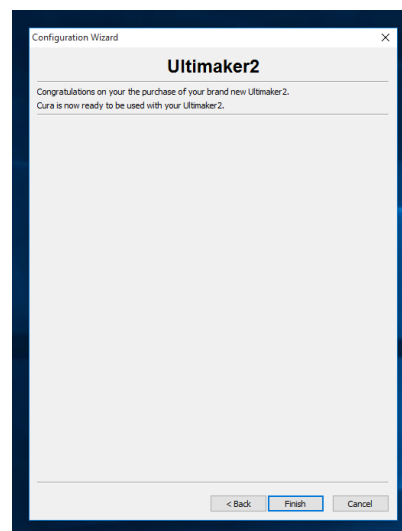 Configuration Wizard
Ultimaker2
Congratulations on your the purchase of your brand new Ultimaker2.
Cura is now ready to be used with your Ultimaker2.
< Back Finish Cancel